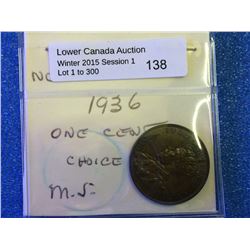 Lower Canada Auction
Winter 2015 Session 1
Lot 1 to 300
138
1936
ONE CENT
CHOICE
M.S.